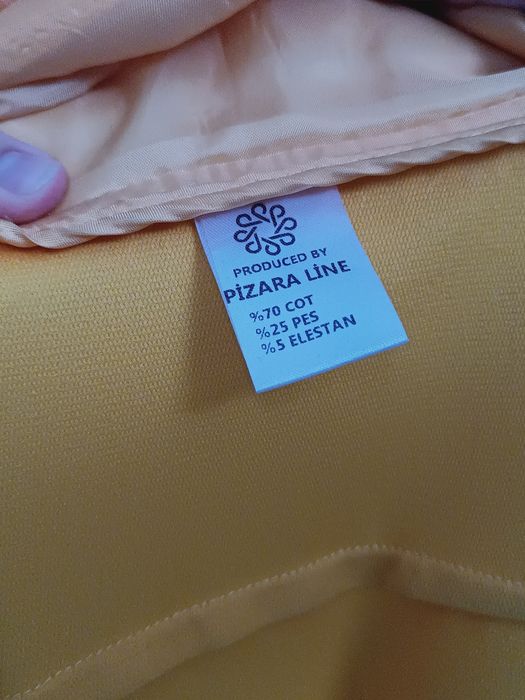 PRODUCED BY
PİZARA LİNE
%70 COT
%25 PES
%5 ELESTAN